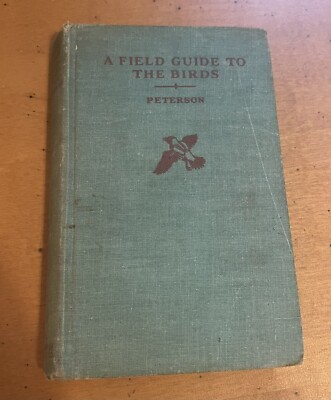 A FIELD GUIDE TO
THE BIRDS
PETERSON